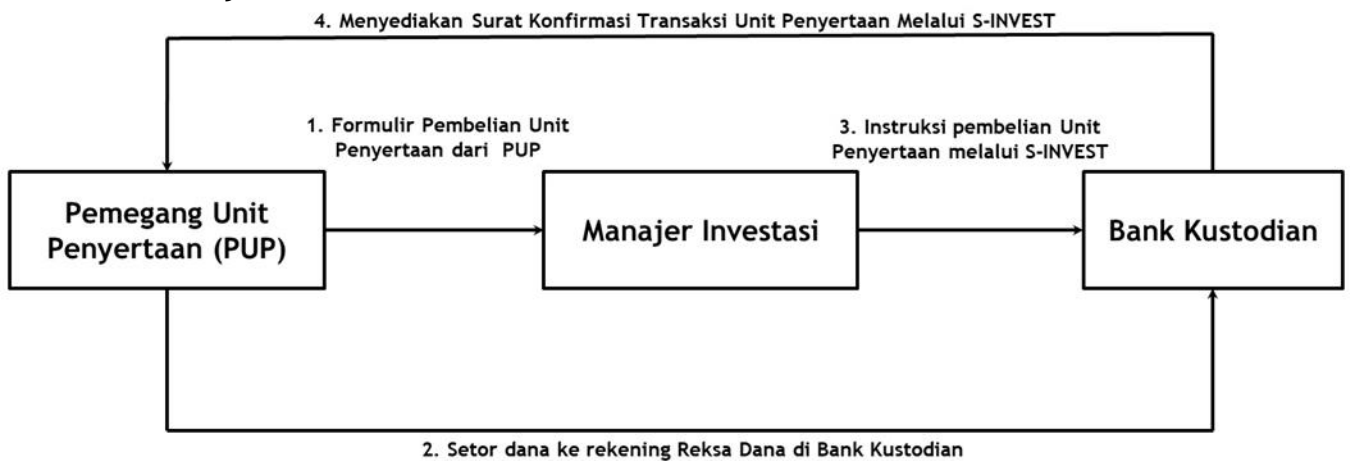 4. Menyediakan Surat Konfirmasi Transaksi Unit Penyertaan Melalui S-INVEST
1. Formulir Pembelian Unit
Penyertaan dari PUP
3. Instruksi pembelian Unit
Penyertaan melalui S-INVEST
Pemegang Unit
Penyertaan (PUP)
Manajer Investasi
Bank Kustodian
2. Setor dana ke rekening Reksa Dana di Bank Kustodian